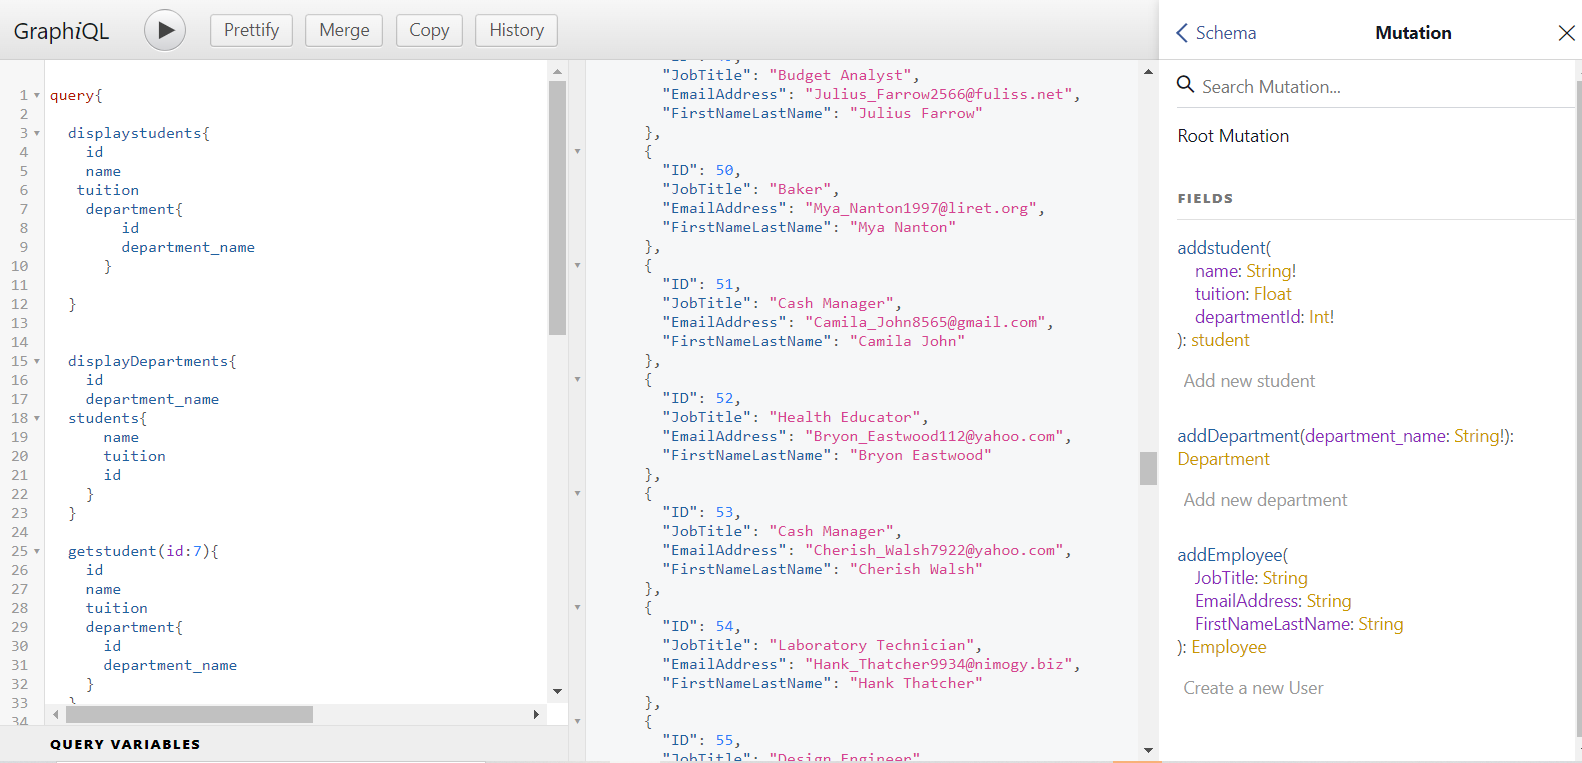 GraphiQL
Prettify
Merge
Copy
History
1 query{
2
3 displaystudents{
4 id
5 name
6 tuition
7 department{
8 id
9 department_name
10 }
11
12 }
13
14
15 displayDepartments{
16 id
17 department_name
18 students{
19 name
20 tuition
21 id
22 }
23 }
24
25 getstudent(id:7){
26 id
27 name
28 tuition
29 department{
30 id
31 department_name
32 }
33 }
34
QUERY VARIABLES
"JobTitle": "Budget Analyst",
"EmailAddress": "Julius_Farrow2566@fuliss.net",
"FirstNameLastName": "Julius Farrow"
},
{
"ID": 50,
"JobTitle": "Baker",
"EmailAddress": "Mya_Nanton1997@liret.org",
"FirstNameLastName": "Mya Nanton"
},
{
"ID": 51,
"JobTitle": "Cash Manager",
"EmailAddress": "Camila_John8565@gmail.com",
"FirstNameLastName": "Camila John"
},
{
"ID": 52,
"JobTitle": "Health Educator",
"EmailAddress": "Bryon_Eastwood112@yahoo.com",
"FirstNameLastName": "Bryon Eastwood"
},
{
"ID": 53,
"JobTitle": "Cash Manager",
"EmailAddress": "Cherish_Walsh7922@yahoo.com",
"FirstNameLastName": "Cherish Walsh"
},
{
"ID": 54,
"JobTitle": "Laboratory Technician",
"EmailAddress": "Hank_Thatcher9934@nimogy.biz",
"FirstNameLastName": "Hank Thatcher"
},
{
"ID": 55,
"JobTitle": "Design Engineer"
Schema
Mutation
Search Mutation...
Root Mutation
FIELDS
addstudent(
name: String!
tuition: Float
departmentId: Int!
): student
Add new student
addDepartment(department_name: String!):
Department
Add new department
addEmployee(
JobTitle: String
EmailAddress: String
FirstNameLastName: String
): Employee
Create a new User